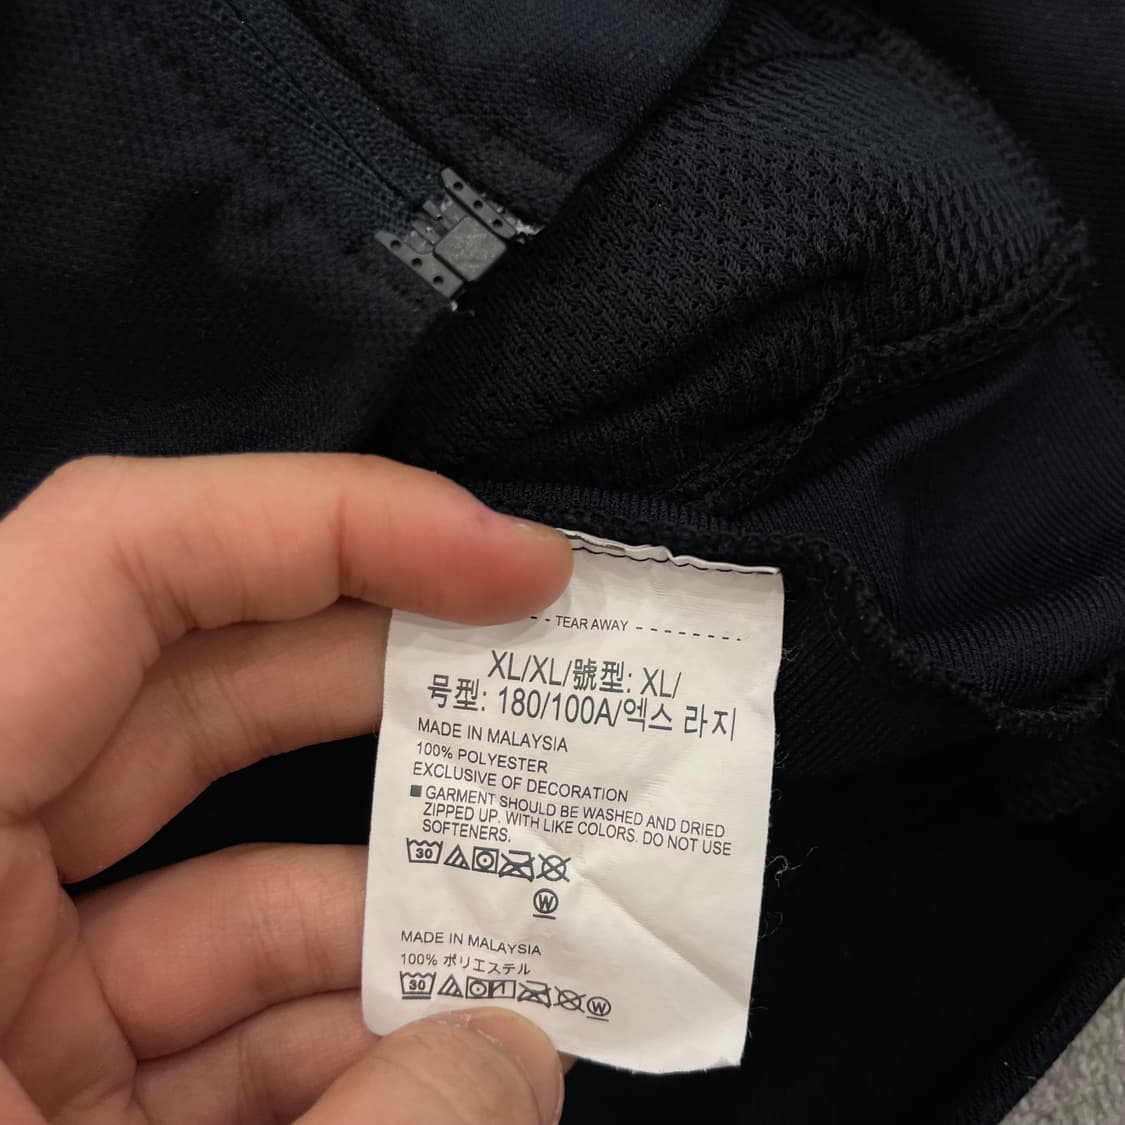 TEAR AWAY
XL/XL/號型: XL/
号型: 180/100A/엑스 라지
MADE IN MALAYSIA
100% POLYESTER
EXCLUSIVE OF DECORATION
■ GARMENT SHOULD BE WASHED AND DRIED
ZIPPED UP. WITH LIKE COLORS. DO NOT USE
SOFTENERS.
30
W
MADE IN MALAYSIA
100% ポリエステル
30
W